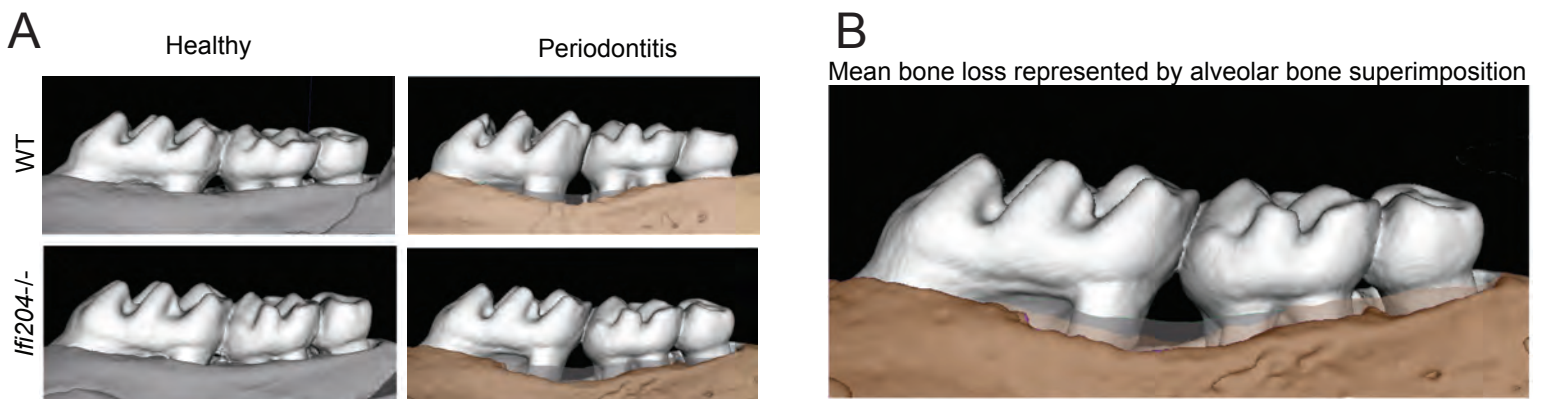 A
Healthy
Periodontitis
WT
Ifi204-/-
B
Mean bone loss represented by alveolar bone superimposition